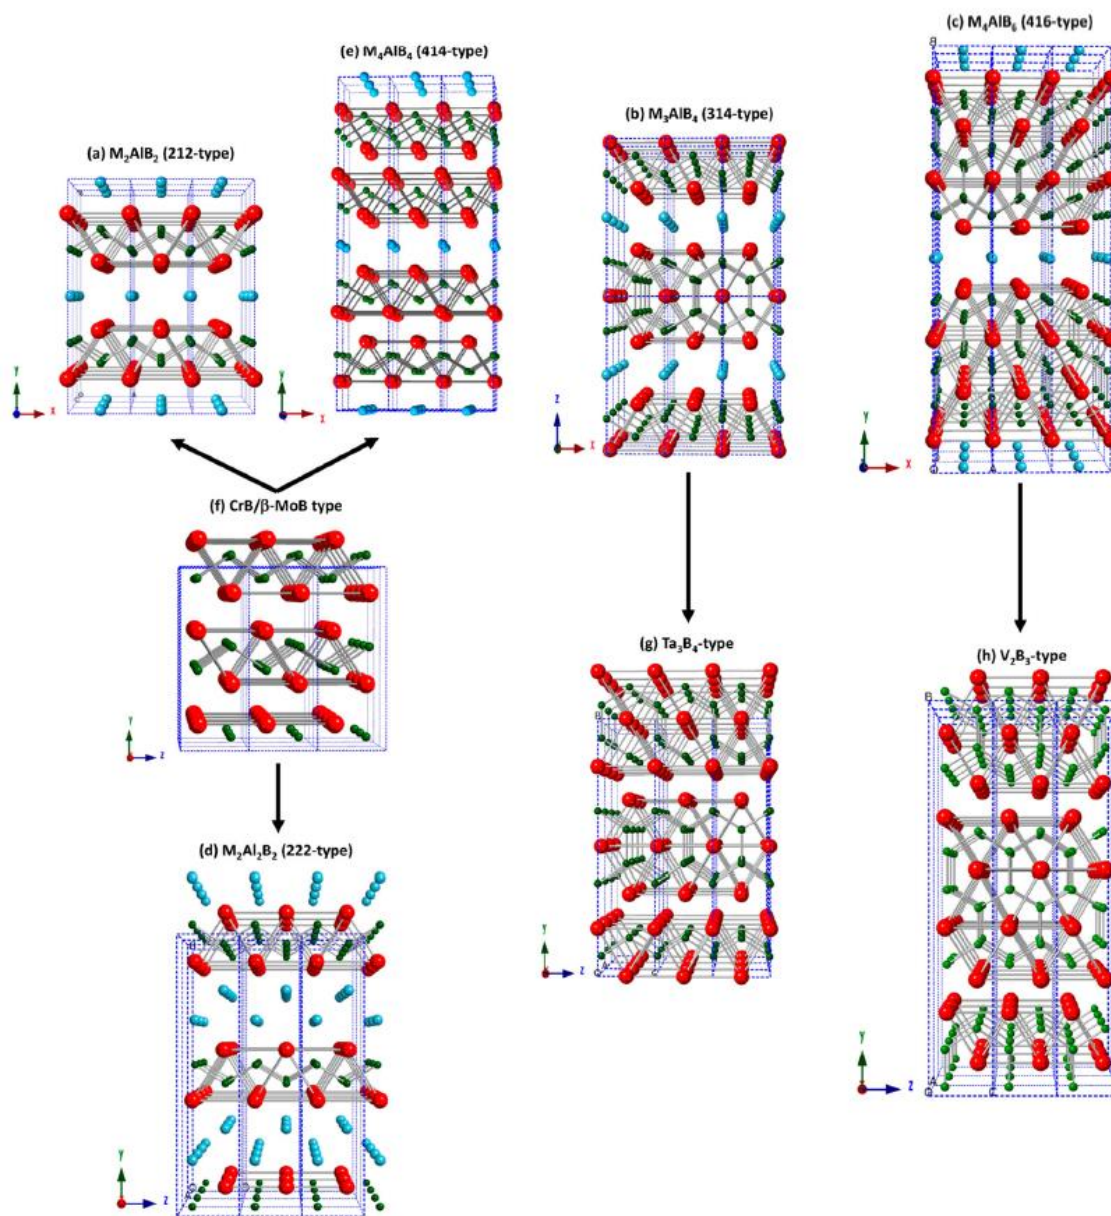 (c) M₄AlB₆ (416-type)
(e) M₄AlB₄ (414-type)
(b) M₃AlB₄ (314-type)
(a) M₂AlB₂ (212-type)
(f) CrB/β-MoB type
(g) Ta₃B₄-type
(h) V₂B₃-type
(d) M₂Al₂B₂ (222-type)
Y
X
Y
X
Z
X
Y
X
Y
Z
Y
Z
Y
Z
Y
Z